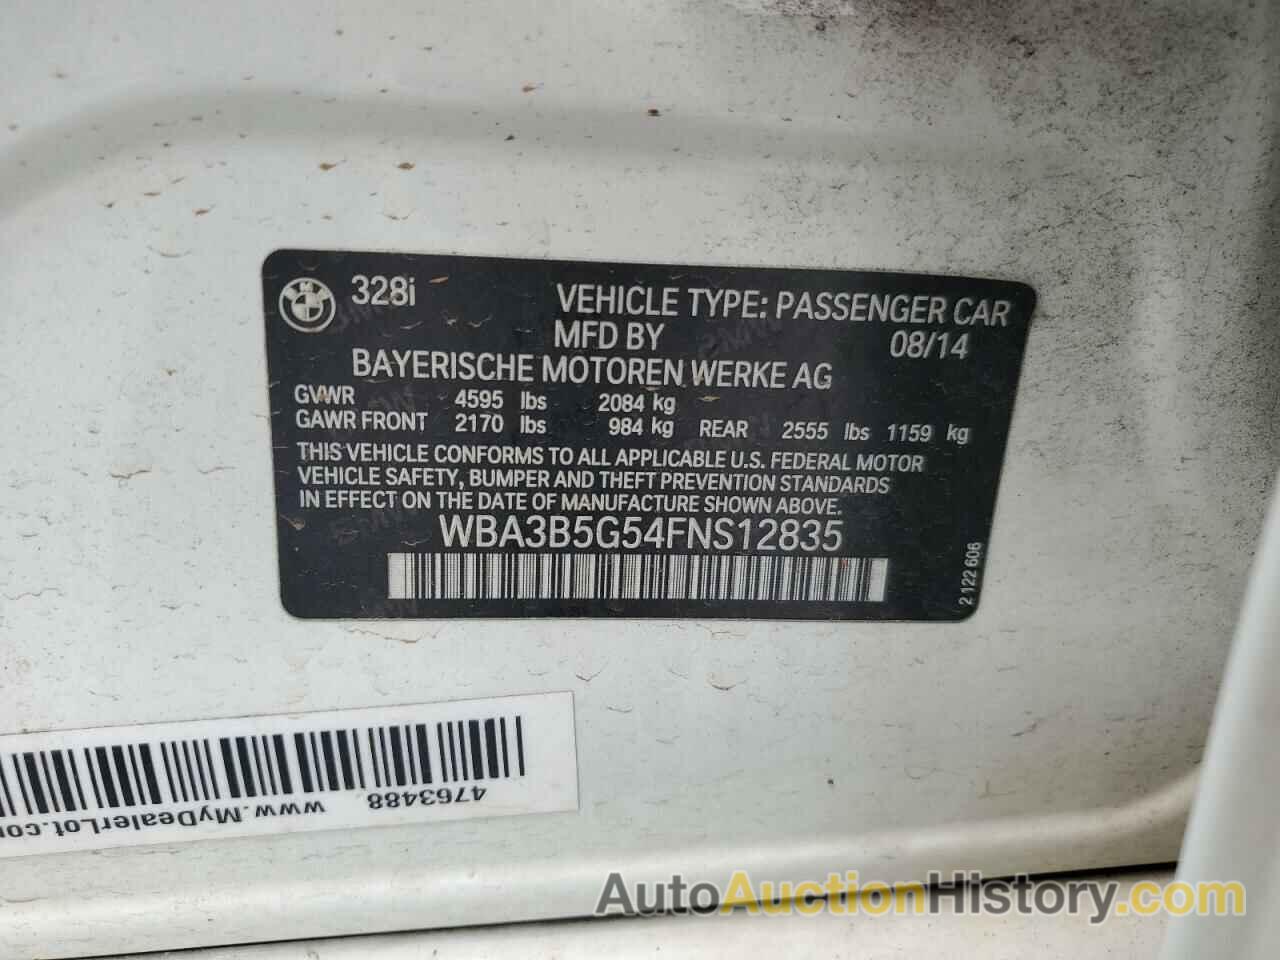 328i
VEHICLE TYPE: PASSENGER CAR
MFD BY 08/14
BAYERISCHE MOTOREN WERKE AG
GVWR 4595 lbs 2084 kg
GAWR FRONT 2170 lbs 984 kg REAR 2555 lbs 1159 kg
THIS VEHICLE CONFORMS TO ALL APPLICABLE U.S. FEDERAL MOTOR
VEHICLE SAFETY, BUMPER AND THEFT PREVENTION STANDARDS
IN EFFECT ON THE DATE OF MANUFACTURE SHOWN ABOVE.
WBA3B5G54FNS12835
2 122 606
4763488
www.MyDealerLot.com
AutoAuctionHistory.com